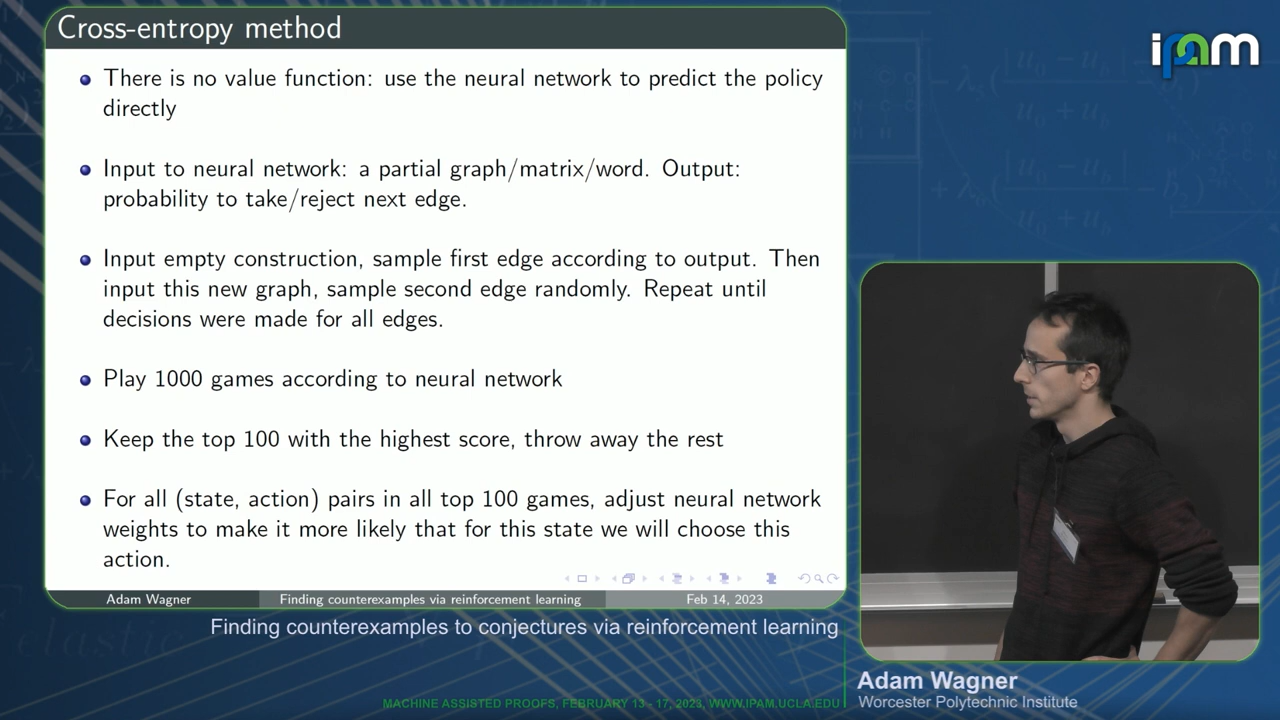 Cross-entropy method
There is no value function: use the neural network to predict the policy
directly
Input to neural network: a partial graph/matrix/word. Output:
probability to take/reject next edge.
Input empty construction, sample first edge according to output. Then
input this new graph, sample second edge randomly. Repeat until
decisions were made for all edges.
Play 1000 games according to neural network
Keep the top 100 with the highest score, throw away the rest
For all (state, action) pairs in all top 100 games, adjust neural network
weights to make it more likely that for this state we will choose this
action.
Adam Wagner
Finding counterexamples via reinforcement learning
Feb 14, 2023
Finding counterexamples to conjectures via reinforcement learning
ipam
Adam Wagner
Worcester Polytechnic Institute
MACHINE ASSISTED PROOFS, FEBRUARY 13 - 17, 2023, WWW.IPAM.UCLA.EDU